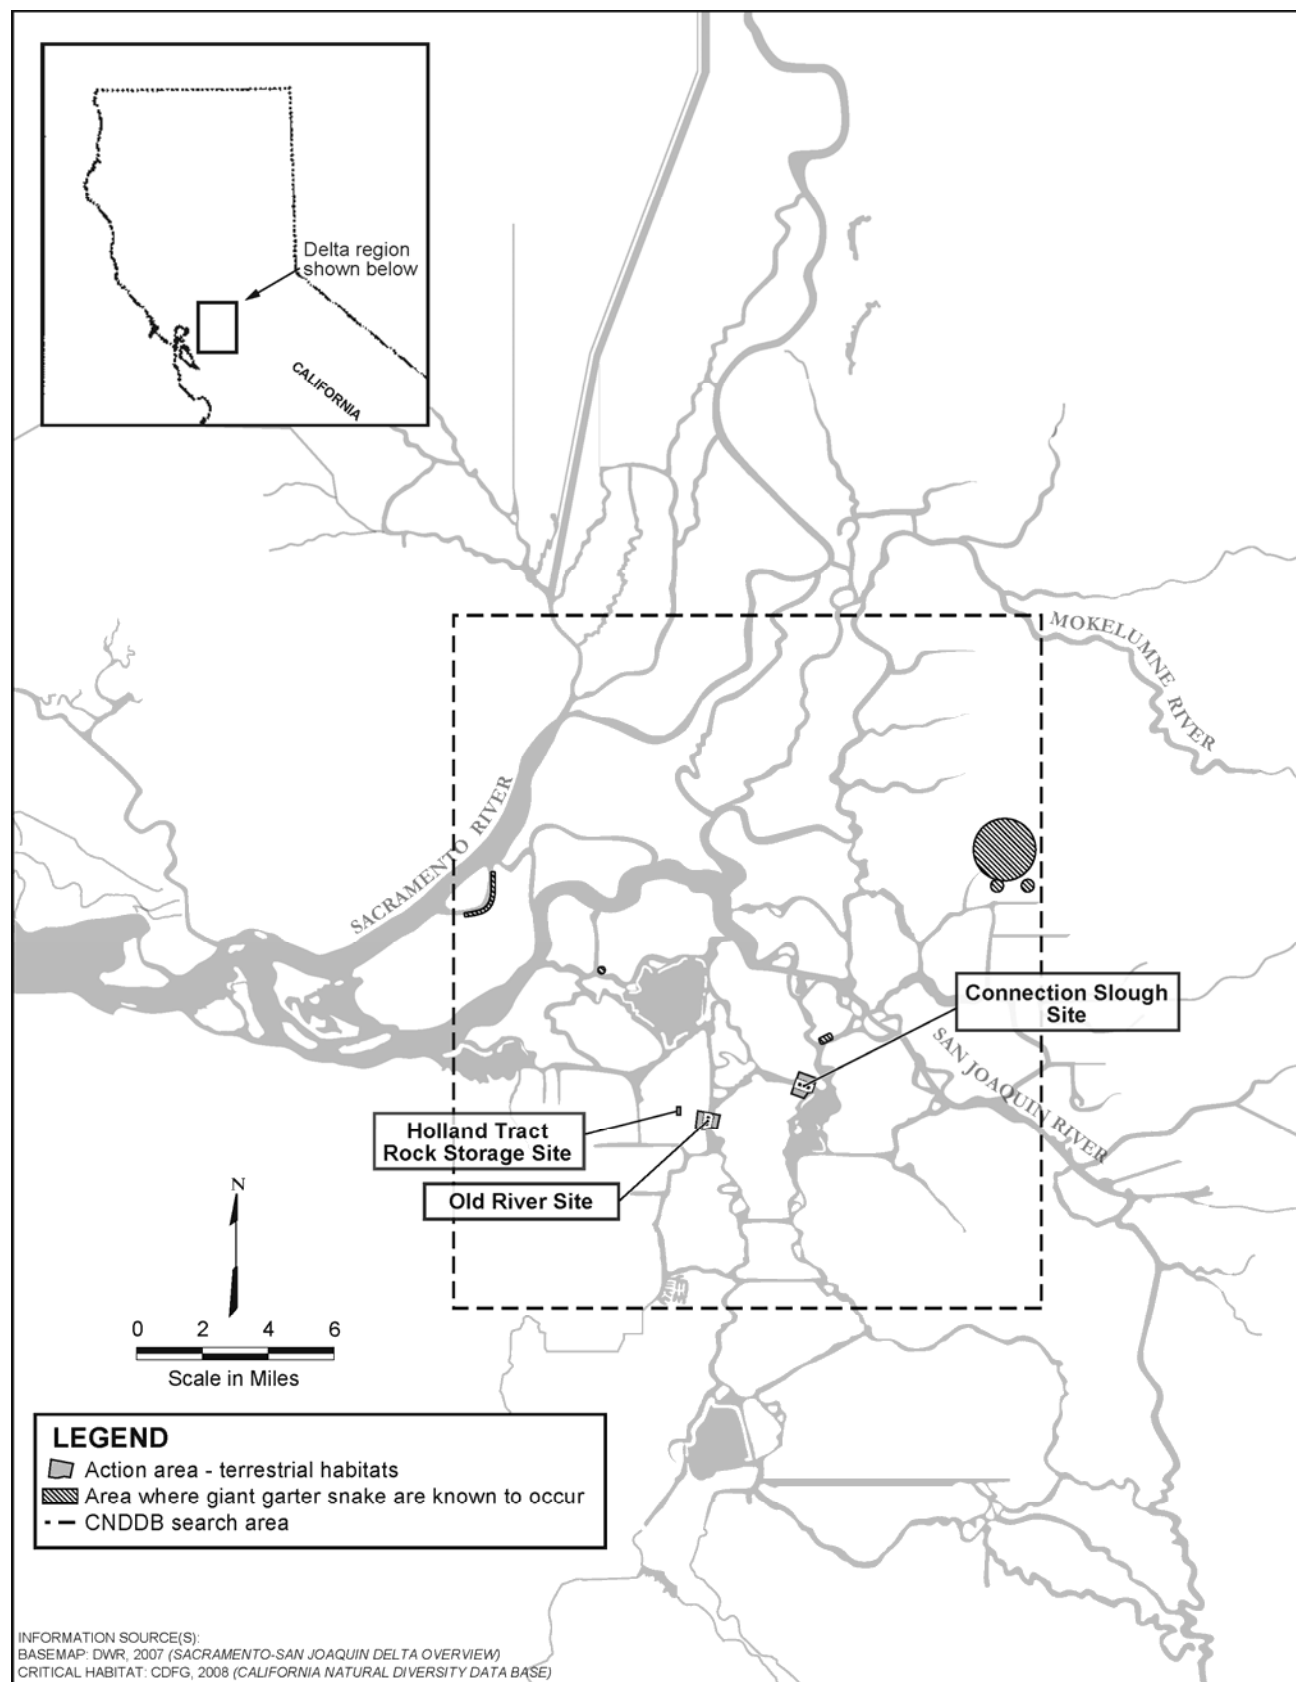 Delta region
shown below
CALIFORNIA
MOKELUMNE RIVER
SACRAMENTO RIVER
Connection Slough
Site
SAN JOAQUIN RIVER
Holland Tract
Rock Storage Site
Old River Site
N
0 2 4 6
Scale in Miles
LEGEND
Action area - terrestrial habitats
Area where giant garter snake are known to occur
CNDDB search area
INFORMATION SOURCE(S):
BASEMAP: DWR, 2007 (SACRAMENTO-SAN JOAQUIN DELTA OVERVIEW)
CRITICAL HABITAT: CDFG, 2008 (CALIFORNIA NATURAL DIVERSITY DATA BASE)